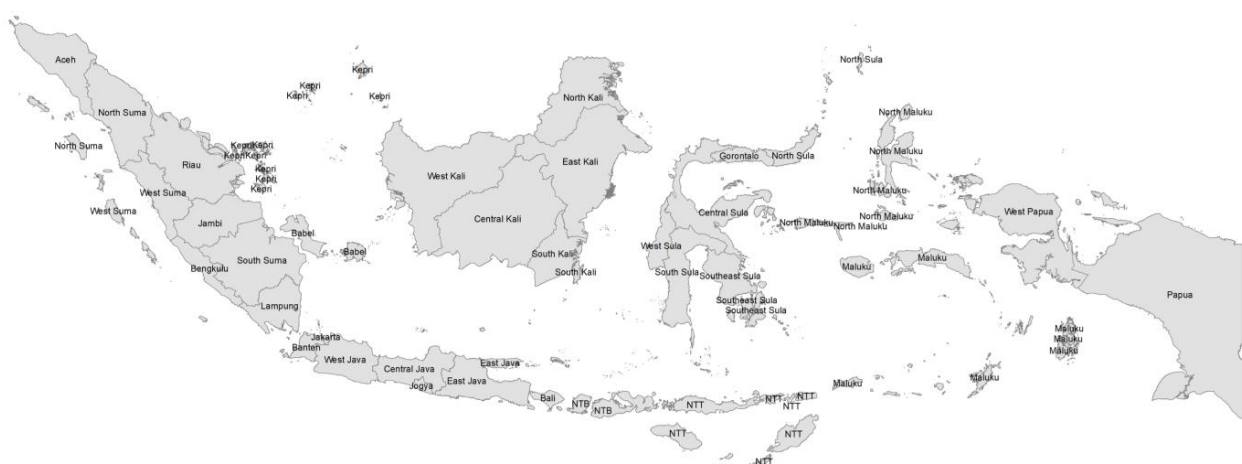 Aceh
North Suma
North Suma
Riau
West Suma
West Suma
Jambi
Bengkulu
South Suma
Lampung
Kepri
Kepri
Kepri
Kepri
Kepri
Kepri
Kepri
Kepri
Kepri
Kepri
Kepri
Babel
Babel
Jakarta
Banten
West Java
Central Java
Jogya
East Java
East Java
Bali
NTB
NTB
NTT
NTT
NTT
NTT
NTT
NTT
NTT
West Kali
Central Kali
North Kali
East Kali
South Kali
South Kali
Gorontalo
North Sula
North Sula
Central Sula
West Sula
South Sula
Southeast Sula
Southeast Sula
Southeast Sula
North Maluku
North Maluku
North Maluku
North Maluku
North Maluku
North Maluku
Maluku
Maluku
Maluku
Maluku
Maluku
Maluku
Maluku
West Papua
Papua